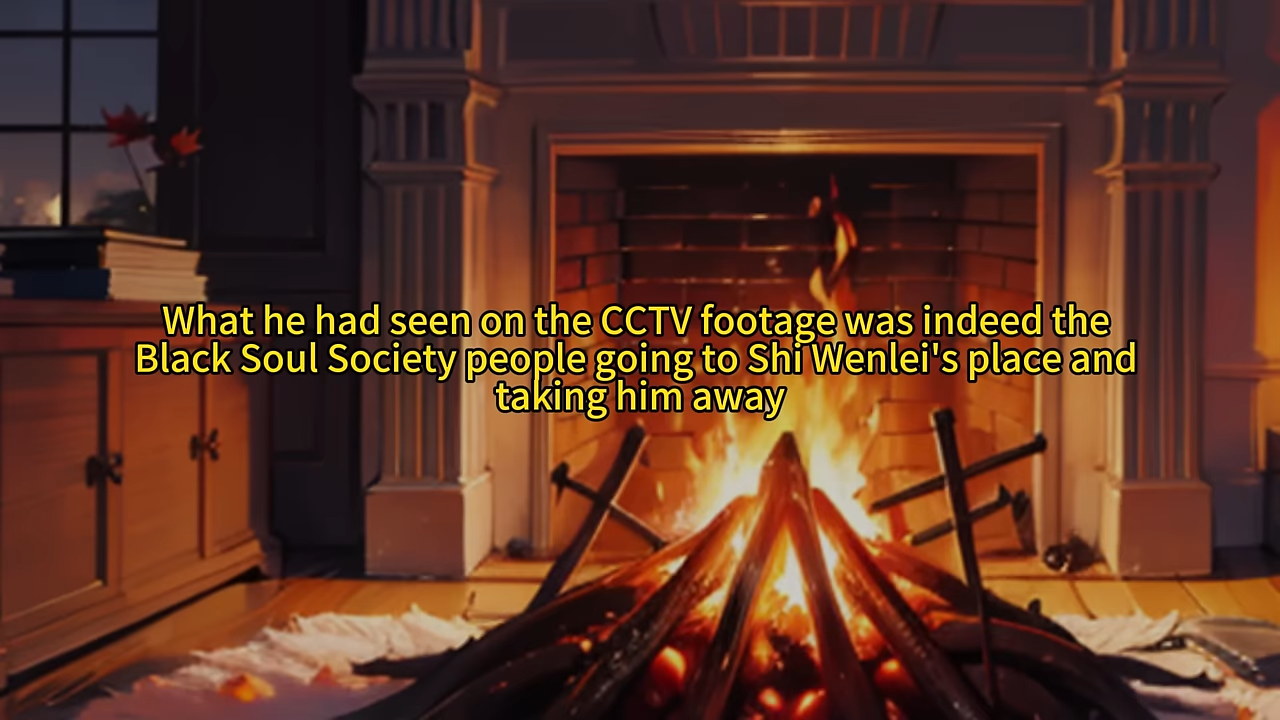 What he had seen on the CCTV footage was indeed the
Black Soul Society people going to Shi Wenlei's place and
taking him away